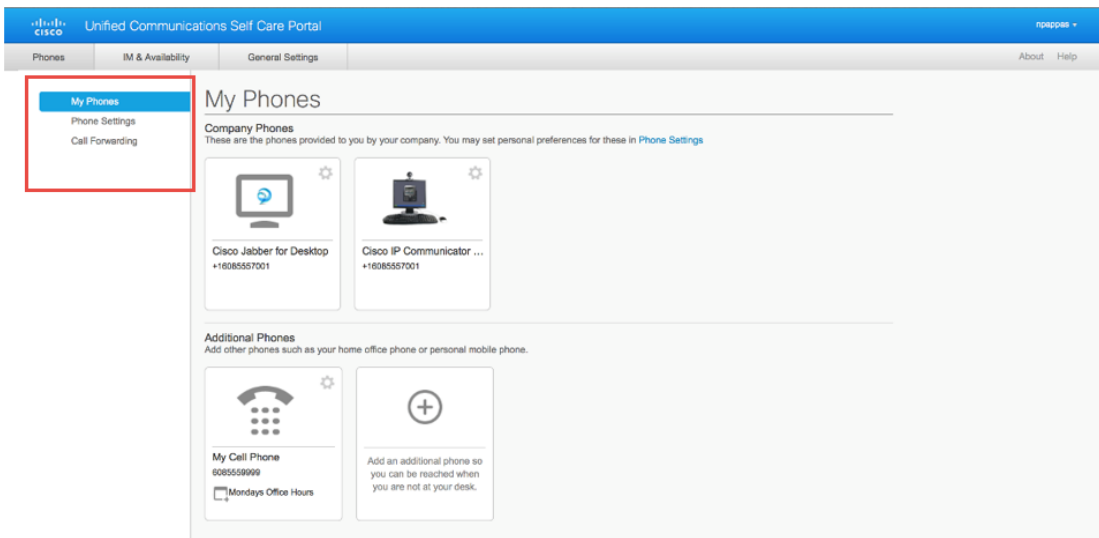 cisco Unified Communications Self Care Portal npappas
Phones IM & Availability General Settings About Help
My Phones
Phone Settings
Call Forwarding
My Phones
Company Phones
These are the phones provided to you by your company. You may set personal preferences for these in Phone Settings
Cisco Jabber for Desktop
+16085557001
Cisco IP Communicator ...
+16085557001
Additional Phones
Add other phones such as your home office phone or personal mobile phone.
My Cell Phone
6085559999
Mondays Office Hours
Add an additional phone so
you can be reached when
you are not at your desk.